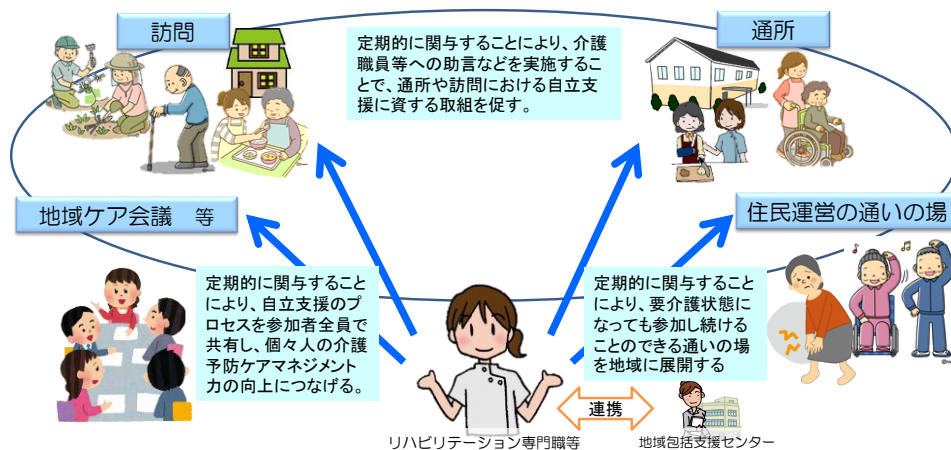 訪問
通所
定期的に関与することにより、介護
職員等への助言などを実施するこ
とで、通所や訪問における自立支
援に資する取組を促す。
地域ケア会議　等
住民運営の通いの場
定期的に関与すること
により、自立支援のプ
ロセスを参加者全員で
共有し、個々人の介護
予防ケアマネジメント
力の向上につなげる。
定期的に関与すること
により、要介護状態に
なっても参加し続ける
ことのできる通いの場
を地域に展開する
連携
リハビリテーション専門職等
地域包括支援センター